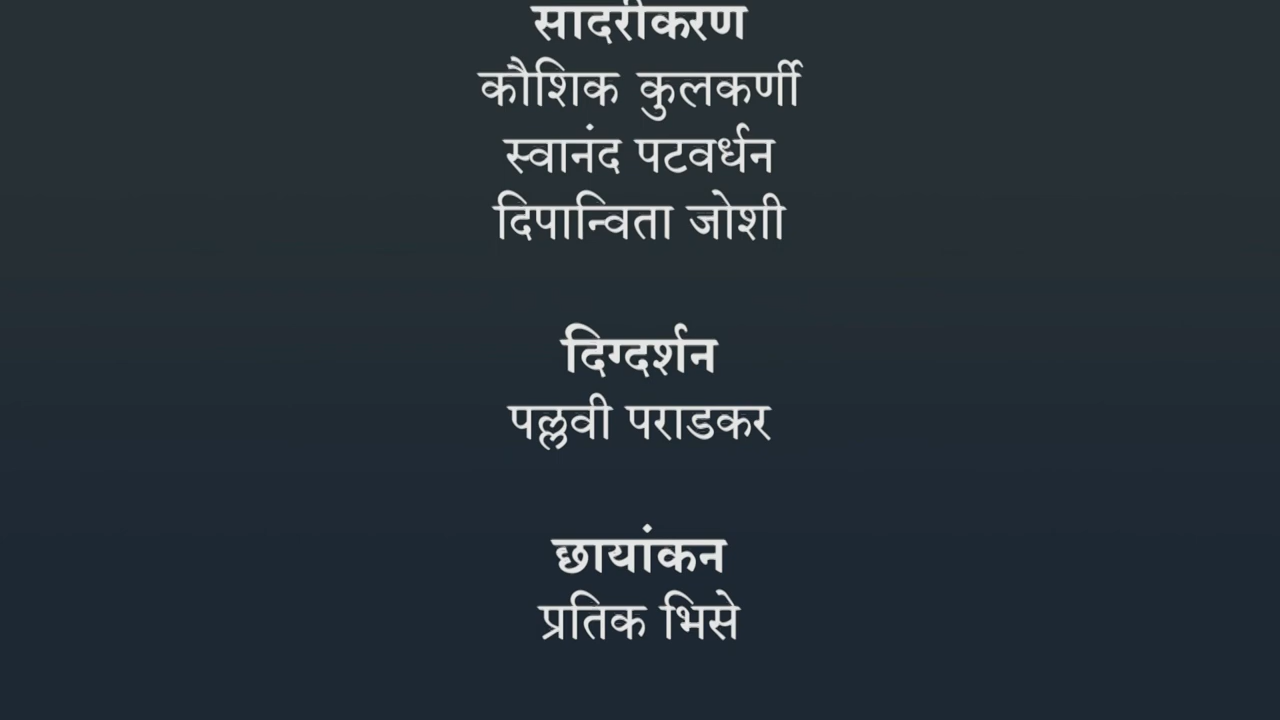 सादरीकरण
कौशिक कुलकर्णी
स्वानंद पटवर्धन
दिपान्विता जोशी
दिग्दर्शन
पल्लवी पराडकर
छायांकन
प्रतिक भिसे